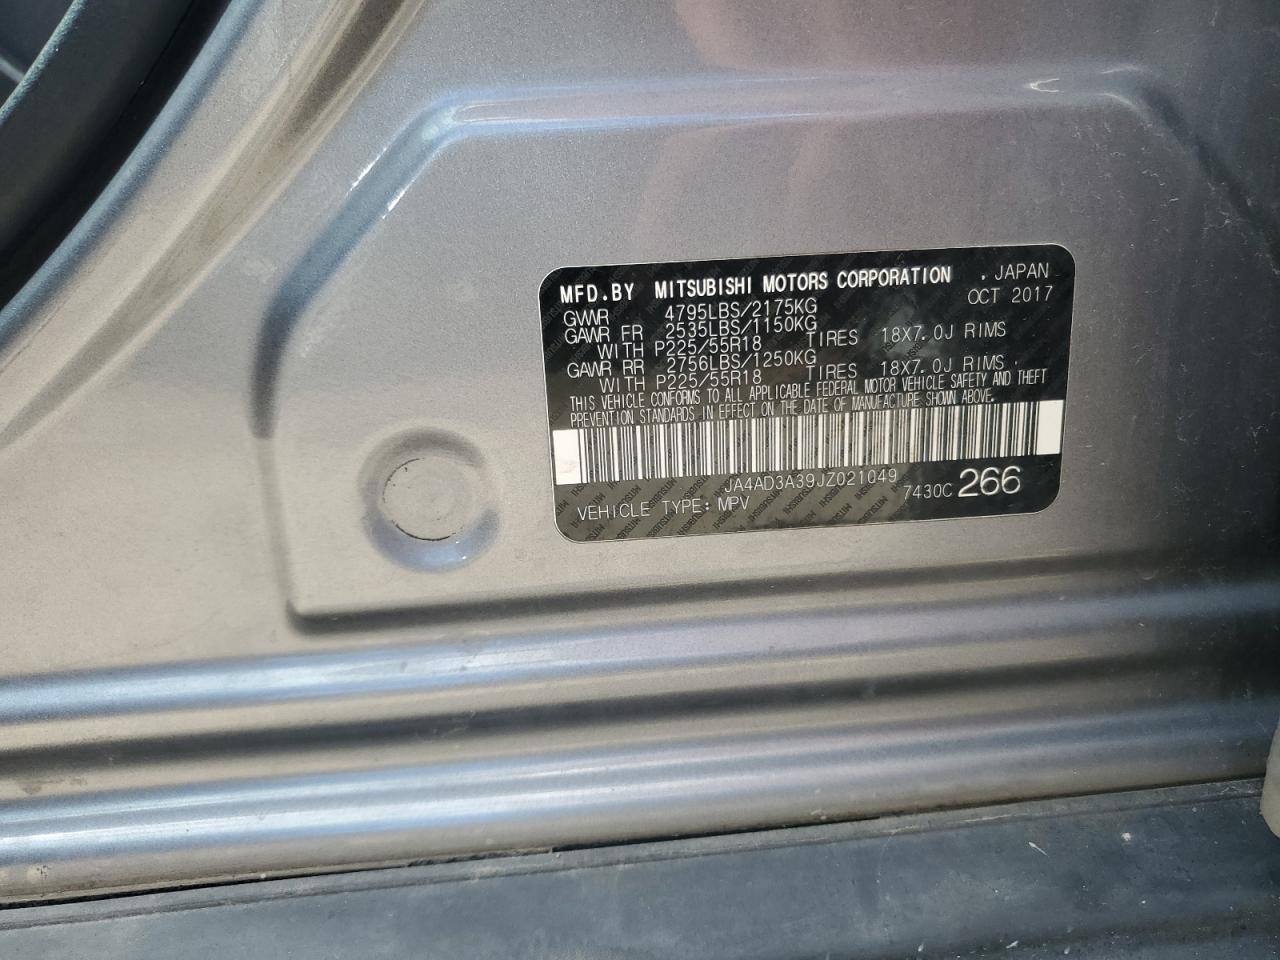 MFD.BY MITSUBISHI MOTORS CORPORATION . JAPAN
GVWR 4795LBS/2175KG OCT 2017
GAWR FR 2535LBS/1150KG
WITH P225/55R18 TIRES 18X7.0J RIMS
GAWR RR 2756LBS/1250KG
WITH P225/55R18 TIRES 18X7.0J RIMS .
THIS VEHICLE CONFORMS TO ALL APPLICABLE FEDERAL MOTOR VEHICLE SAFETY AND THEFT
PREVENTION STANDARDS IN EFFECT ON THE DATE OF MANUFACTURE SHOWN ABOVE.
JA4AD3A39JZ021049
VEHICLE TYPE: MPV 7430C 266